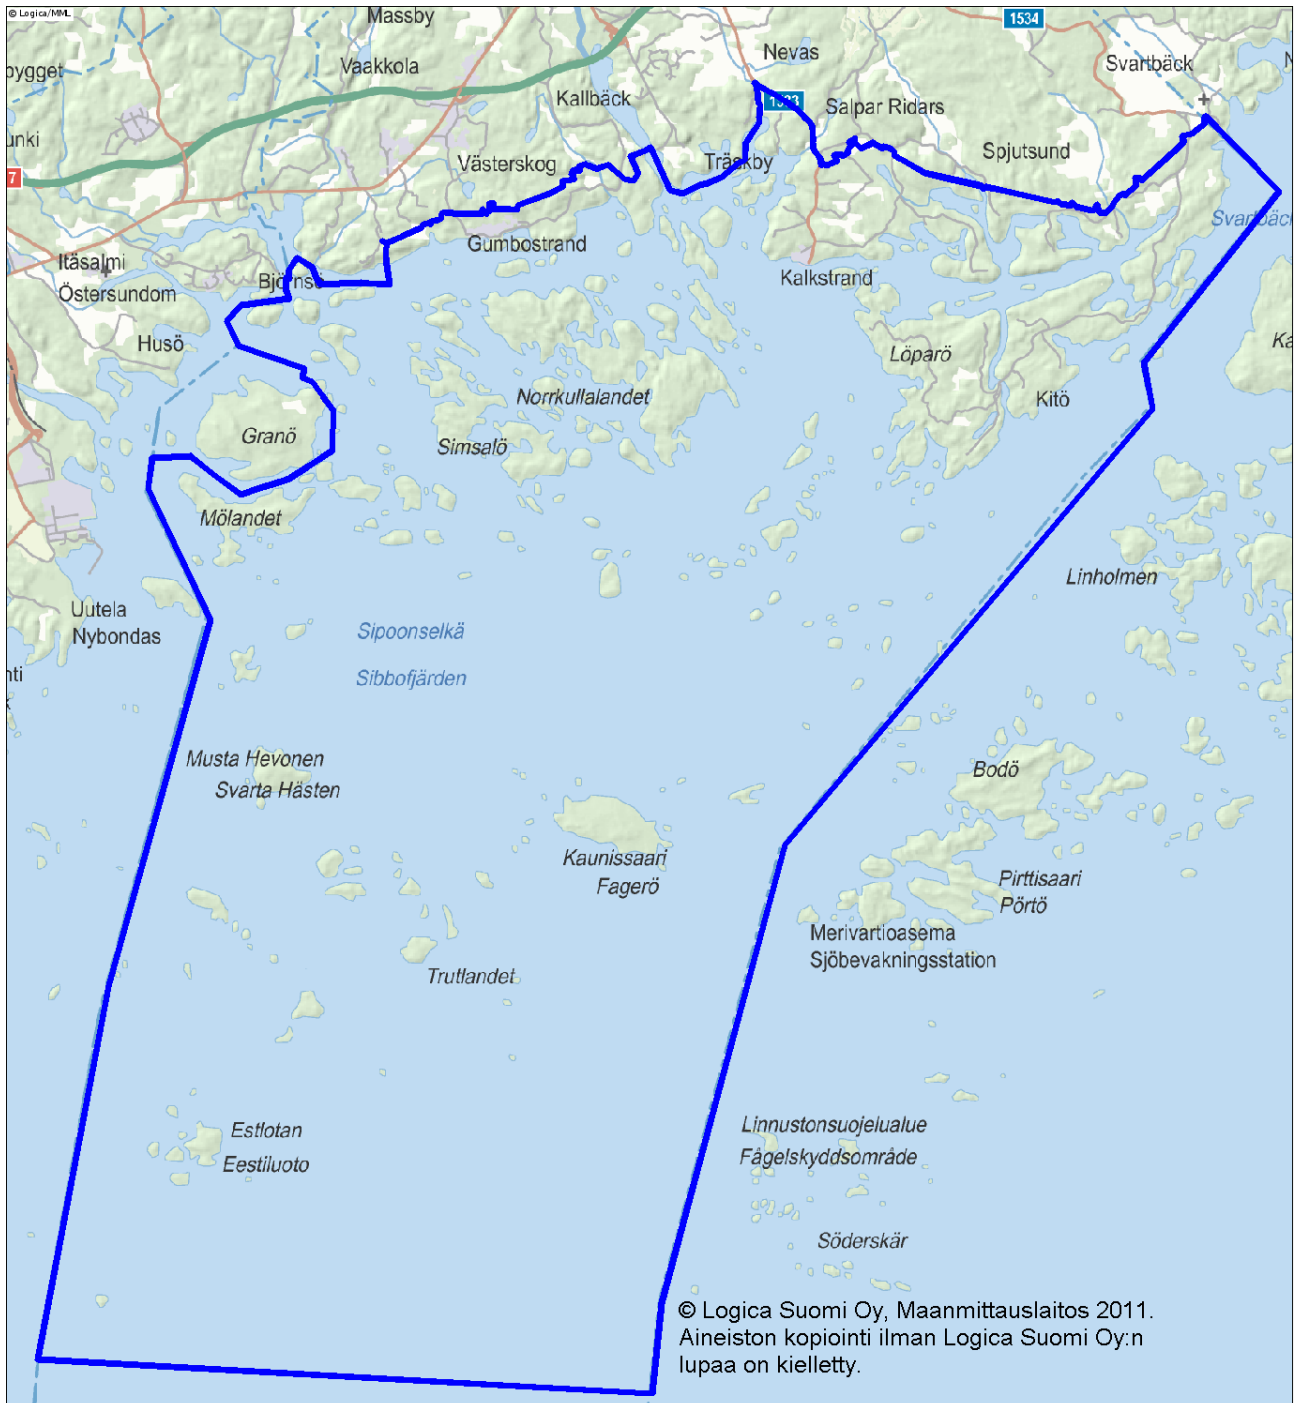 © Logica/MML
Massby
1534
Nevas
Svartbäck
Vaakkola
Kallbäck
Salpar Ridars
7
Västerskog
Träskby
Spjutsund
Gumbostrand
Itäsalmi
Östersundom
Kalkstrand
Husö
Löparö
Norrkullalandet
Kitö
Granö
Simsalö
Mölandet
Linholmen
Uutela
Nybondas
Sipoonselkä
Sibbofjärden
Musta Hevonen
Svarta Hästen
Bodö
Kaunissaari
Fagerö
Pirttisaari
Pörtö
Merivartioasema
Sjöbevakningsstation
Trutlandet
Estlotan
Eestiluoto
Linnustonsuojelualue
Fågelskyddsområde
Söderskär
© Logica Suomi Oy, Maanmittauslaitos 2011.
Aineiston kopiointi ilman Logica Suomi Oy:n
lupaa on kielletty.